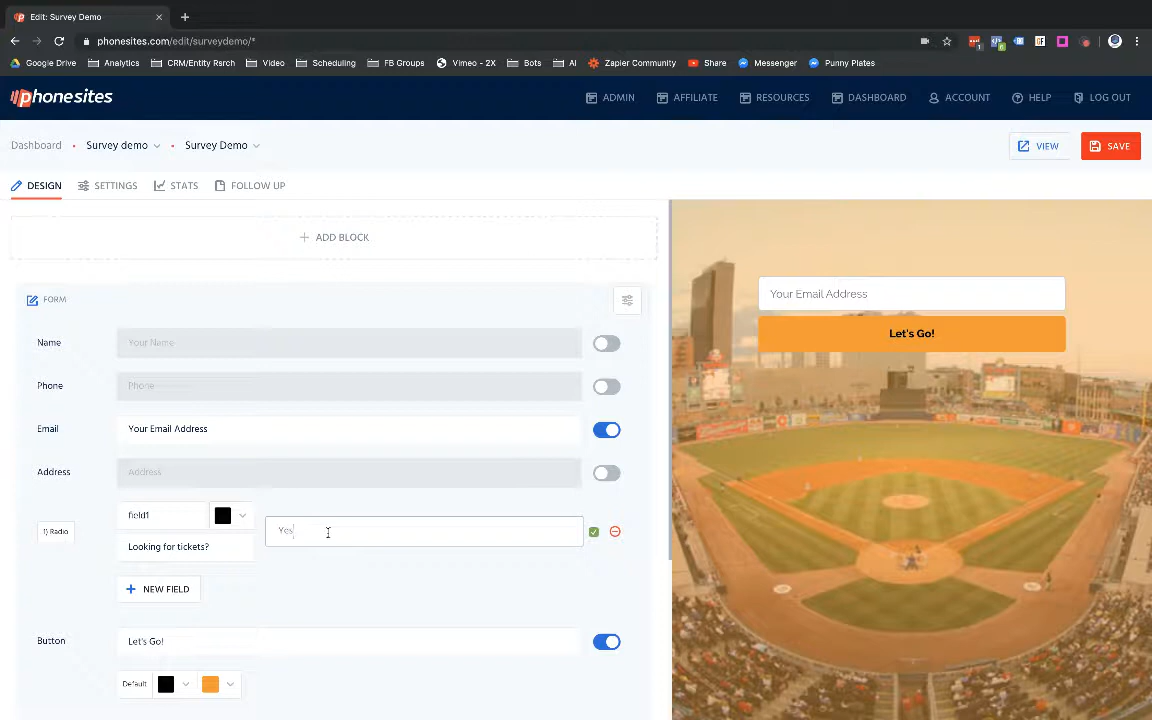 Edit: Survey Demo
phonesites.com/edit/surveydemo/*
Google Drive Analytics CRM/Entity Rsrch Video Scheduling FB Groups Vimeo - 2X Bots AI Zapier Community Share Messenger Punny Plates
phonesites ADMIN AFFILIATE RESOURCES DASHBOARD ACCOUNT HELP LOG OUT
Dashboard • Survey demo • Survey Demo VIEW SAVE
DESIGN SETTINGS STATS FOLLOW UP
+ ADD BLOCK
FORM
Name Your Name
Phone Phone
Email Your Email Address
Address Address
1) Radio field1 Yes
Looking for tickets?
+ NEW FIELD
Button Let's Go!
Default
Your Email Address
Let's Go!